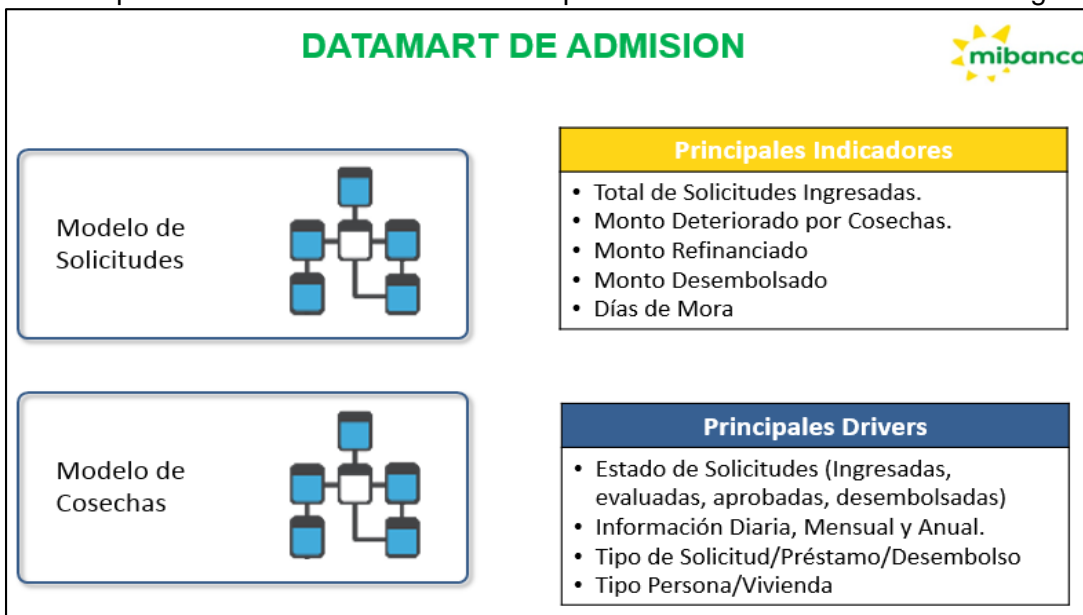 DATAMART DE ADMISION
mibanco
Modelo de
Solicitudes
Principales Indicadores
• Total de Solicitudes Ingresadas.
• Monto Deteriorado por Cosechas.
• Monto Refinanciado
• Monto Desembolsado
• Días de Mora
Modelo de
Cosechas
Principales Drivers
• Estado de Solicitudes (Ingresadas,
evaluadas, aprobadas, desembolsadas)
• Información Diaria, Mensual y Anual.
• Tipo de Solicitud/Préstamo/Desembolso
• Tipo Persona/Vivienda